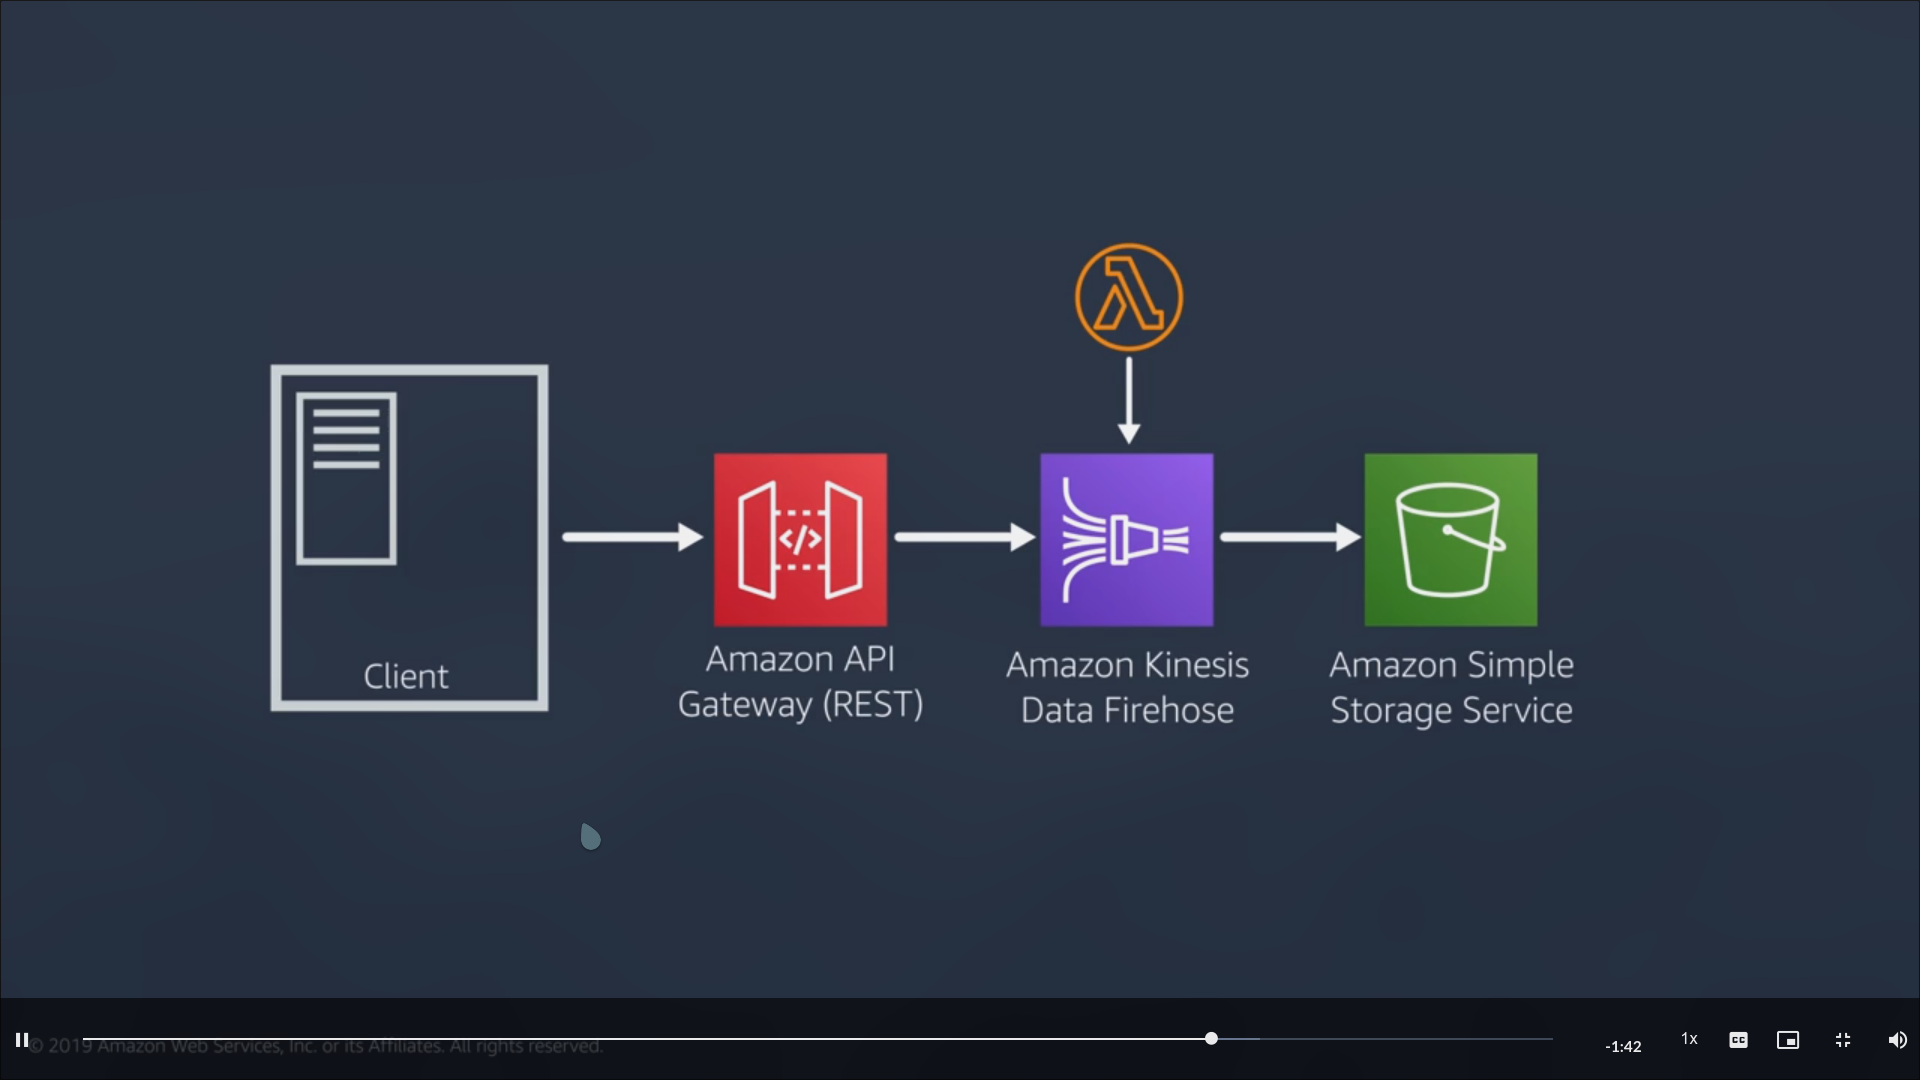 Client
Amazon API
Gateway (REST)
Amazon Kinesis
Data Firehose
Amazon Simple
Storage Service
© 2019 Amazon Web Services, Inc. or its Affiliates. All rights reserved.
-1:42
1x
CC